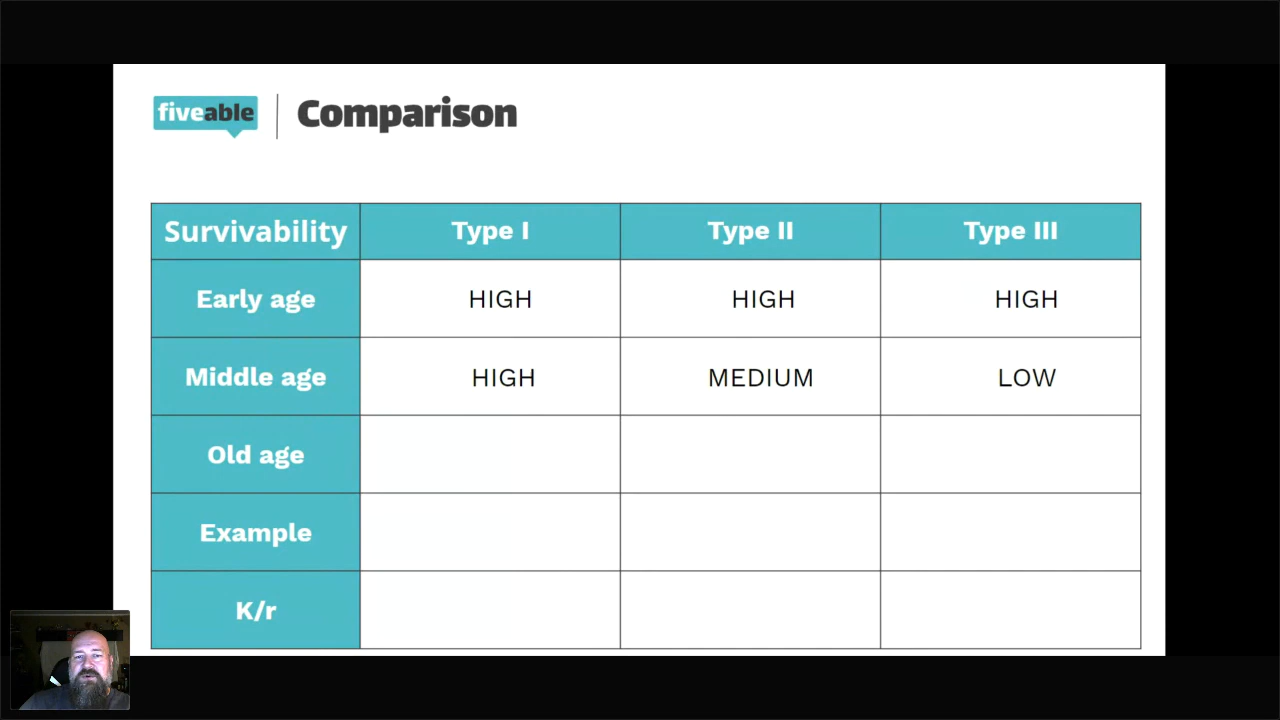 fiveable
Comparison
Survivability Type I Type II Type III
Early age HIGH HIGH HIGH
Middle age HIGH MEDIUM LOW
Old age
Example
K/r